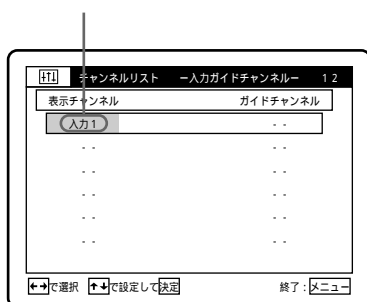 チャンネルリスト ー入力ガイドチャンネルー 12
表示チャンネル ガイドチャンネル
入力1 - -
- - - -
- - - -
- - - -
- - - -
←→で選択 ↑↓で設定して決定 終了:メニュー